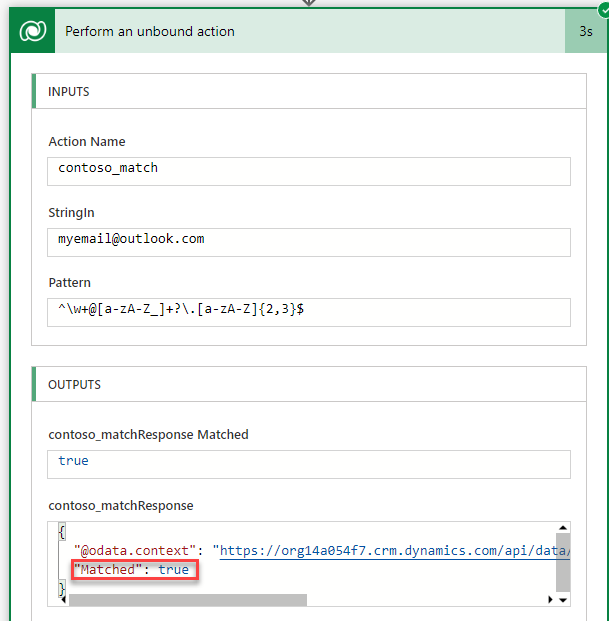 Perform an unbound action
3s
INPUTS
Action Name
contoso_match
StringIn
myemail@outlook.com
Pattern
^\w+@[a-zA-Z_]+?\.[a-zA-Z]{2,3}$
OUTPUTS
contoso_matchResponse Matched
true
contoso_matchResponse
{
"@odata.context": "https://org14a054f7.crm.dynamics.com/api/data/
"Matched": true
}